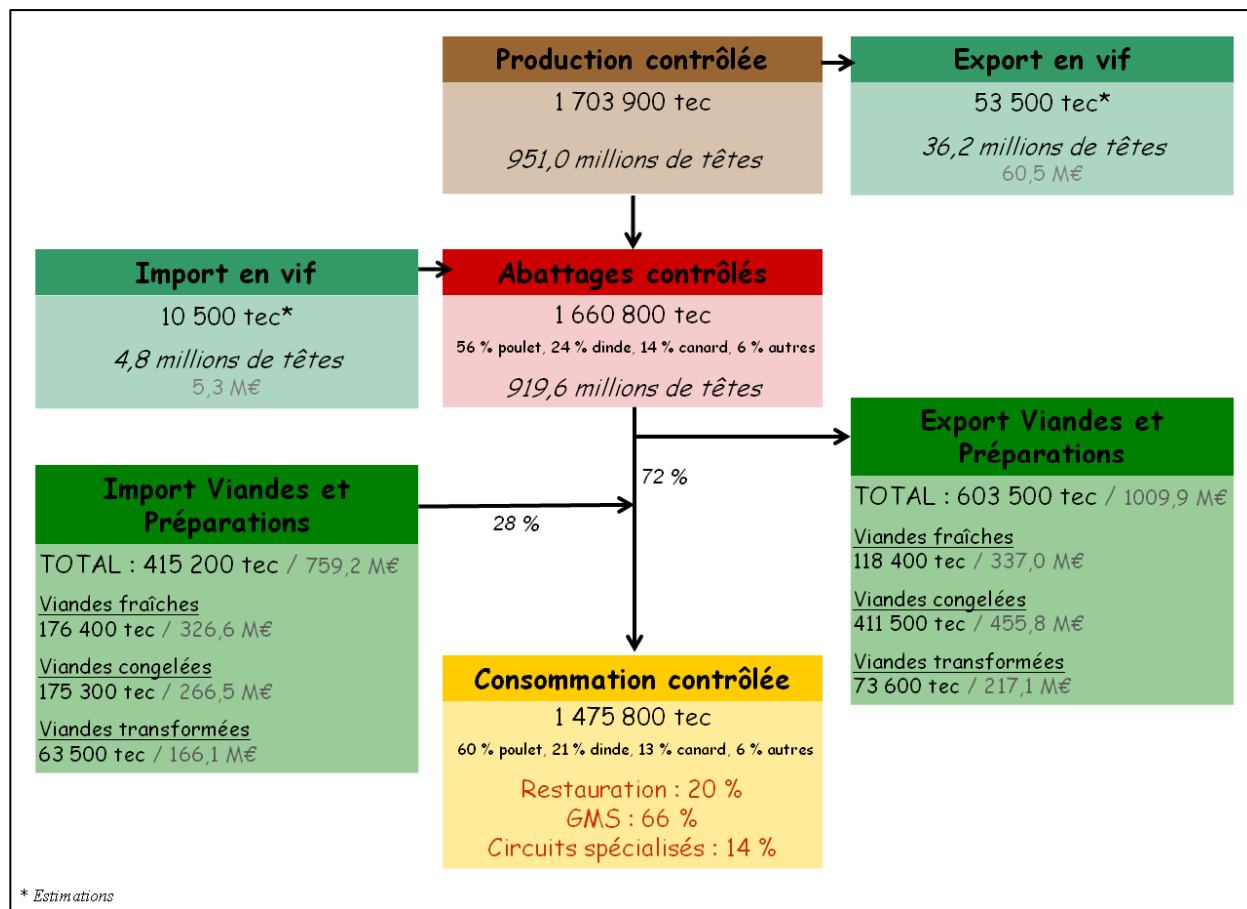 Production contrôlée
1 703 900 tec
951,0 millions de têtes
Export en vif
53 500 tec*
36,2 millions de têtes
60,5 M€
Import en vif
10 500 tec*
4,8 millions de têtes
5,3 M€
Abattages contrôlés
1 660 800 tec
56 % poulet, 24 % dinde, 14 % canard, 6 % autres
919,6 millions de têtes
Export Viandes et
Préparations
TOTAL : 603 500 tec / 1009,9 M€
Viandes fraîches
118 400 tec / 337,0 M€
Viandes congelées
411 500 tec / 455,8 M€
Viandes transformées
73 600 tec / 217,1 M€
72 %
28 %
Import Viandes et
Préparations
TOTAL : 415 200 tec / 759,2 M€
Viandes fraîches
176 400 tec / 326,6 M€
Viandes congelées
175 300 tec / 266,5 M€
Viandes transformées
63 500 tec / 166,1 M€
Consommation contrôlée
1 475 800 tec
60 % poulet, 21 % dinde, 13 % canard, 6 % autres
Restauration : 20 %
GMS : 66 %
Circuits spécialisés : 14 %
* Estimations